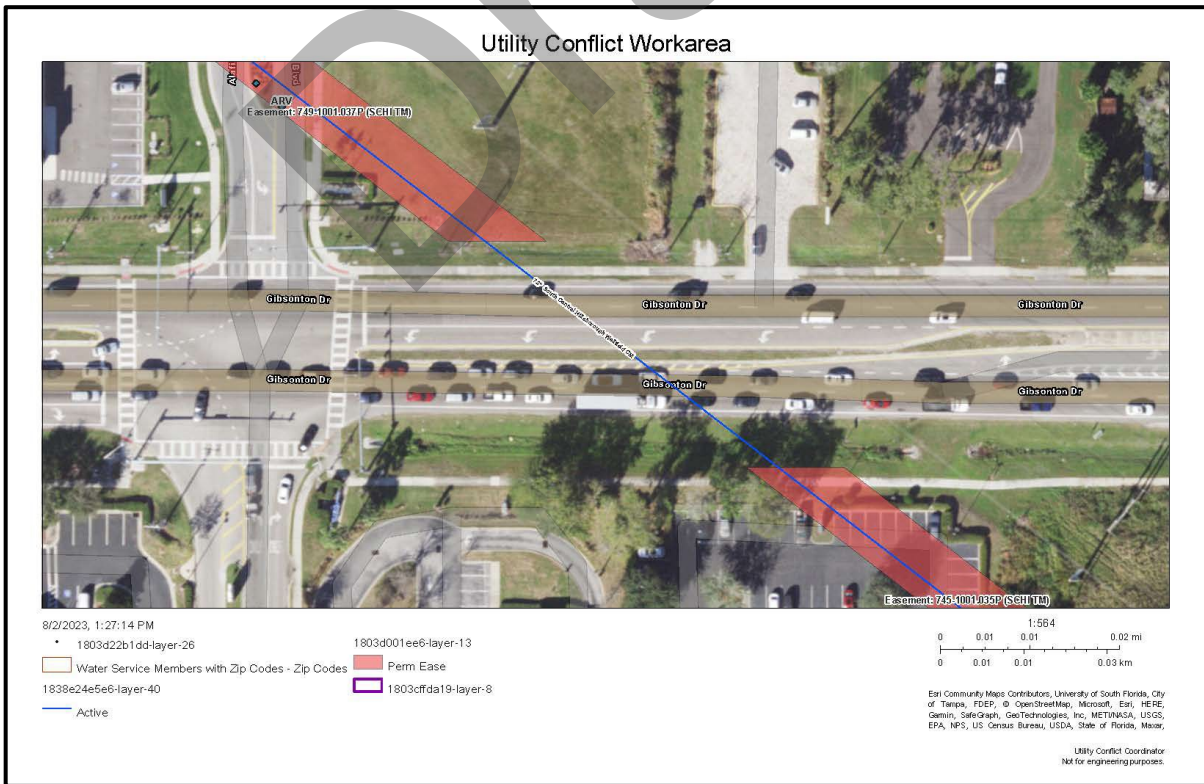 Utility Conflict Workarea
Blvd
ARV
Easement: 749-1001.037P (SCHI TM)
Gibsonton Dr
Gibsonton Dr
Gibsonton Dr
72" South Central Hillsborough
Gibsonton Dr
Gibsonton Dr
Gibsonton Dr
Easement: 745-1001.035P (SCHI TM)
8/2/2023, 1:27:14 PM
1803d22b1dd-layer-26
Water Service Members with Zip Codes - Zip Codes
1838e24e5e6-layer-40
Active
1803d001ee6-layer-13
Perm Ease
1803cffda19-layer-8
1:564
0 0.01 0.01 0.02 mi
0 0.01 0.01 0.03 km
Esri Community Maps Contributors, University of South Florida, City
of Tampa, FDEP, © OpenStreetMap, Microsoft, Esri, HERE,
Garmin, SafeGraph, GeoTechnologies, Inc, METI/NASA, USGS,
EPA, NPS, US Census Bureau, USDA, State of Florida, Maxar,
Utility Conflict Coordinator
Not for engineering purposes.